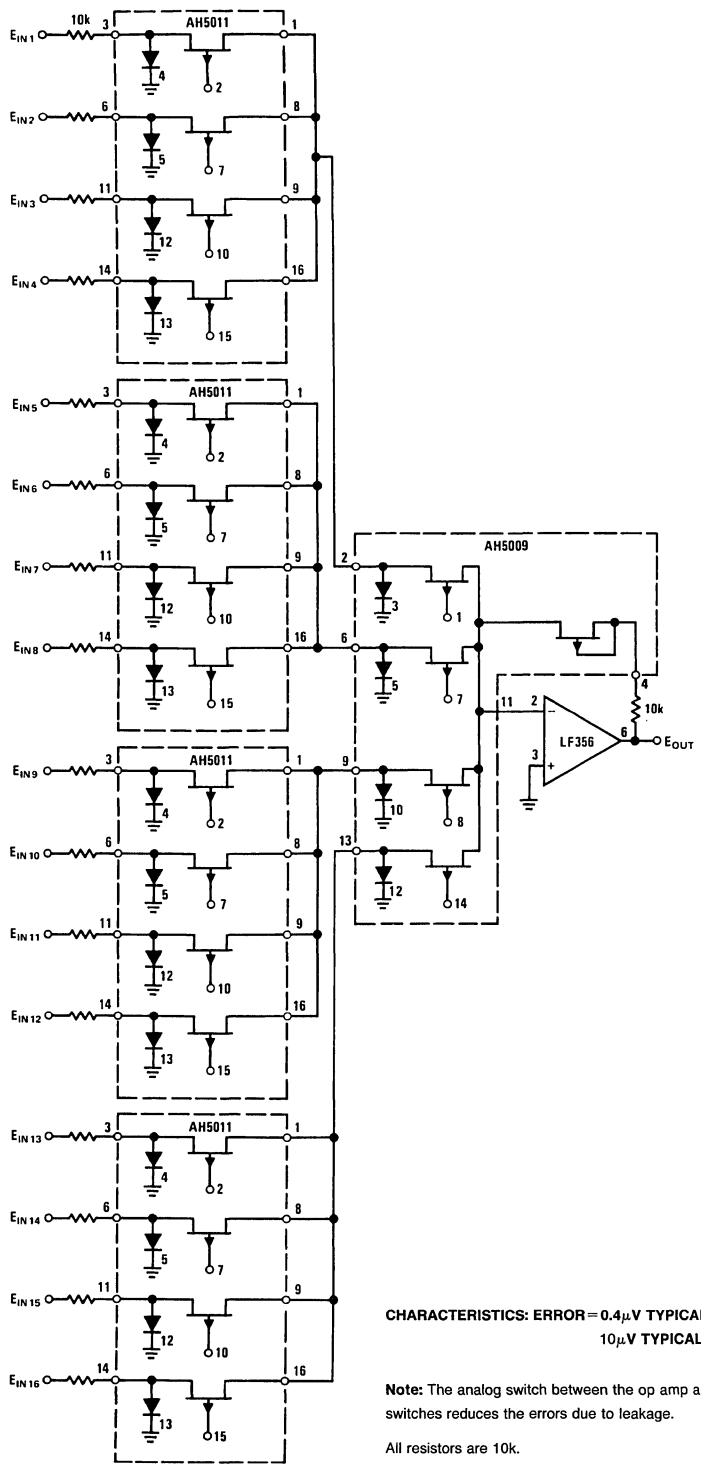 10k 3 AH5011 1
EIN1
4
2
6 8
EIN2
5
7
11 9
EIN3
12
10
14 16
EIN4
13
15
AH5011
3 1
EIN5
4
2
6 8
EIN6
5
7
11 9
EIN7
12
10
14 16
EIN8
13
15
AH5009
2
3
1
6
5
7
4
11 2 − 6 10k
LF356 EOUT
3 +
9
10
8
13
12
14
AH5011
3 1
EIN9
4
2
6 8
EIN10
5
7
11 9
EIN11
12
10
14 16
EIN12
13
15
AH5011
3 1
EIN13
4
2
6 8
EIN14
5
7
11 9
EIN15
12
10
14 16
EIN16
13
15
CHARACTERISTICS: ERROR = 0.4μV TYPICAL
10μV TYPICAL
Note: The analog switch between the op amp a
switches reduces the errors due to leakage.
All resistors are 10k.